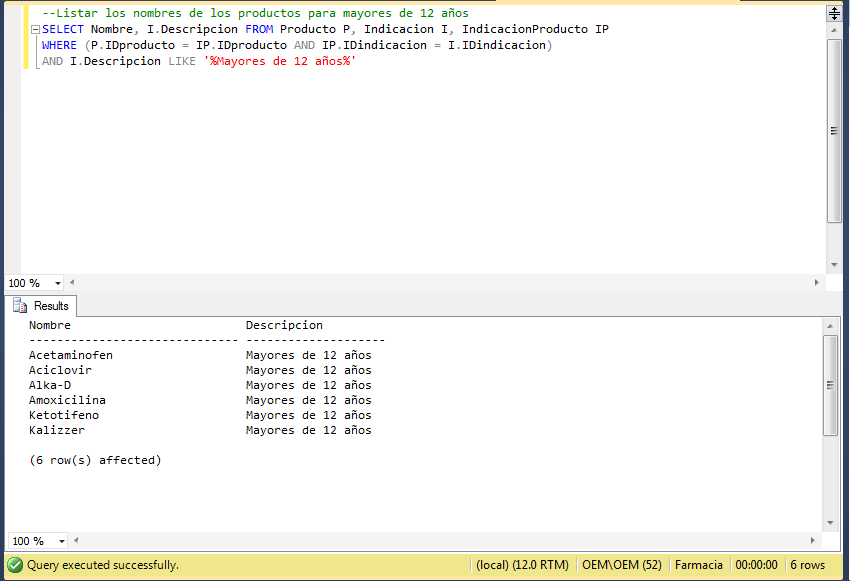 --Listar los nombres de los productos para mayores de 12 años
SELECT Nombre, I.Descripcion FROM Producto P, Indicacion I, IndicacionProducto IP
WHERE (P.IDproducto = IP.IDproducto AND IP.IDindicacion = I.IDindicacion)
AND I.Descripcion LIKE '%Mayores de 12 años%'
100 %
Results
Nombre Descripcion
------------------------------ --------------------
Acetaminofen Mayores de 12 años
Aciclovir Mayores de 12 años
Alka-D Mayores de 12 años
Amoxicilina Mayores de 12 años
Ketotifeno Mayores de 12 años
Kalizzer Mayores de 12 años
(6 row(s) affected)
100 %
Query executed successfully. (local) (12.0 RTM) OEM\OEM (52) Farmacia 00:00:00 6 rows